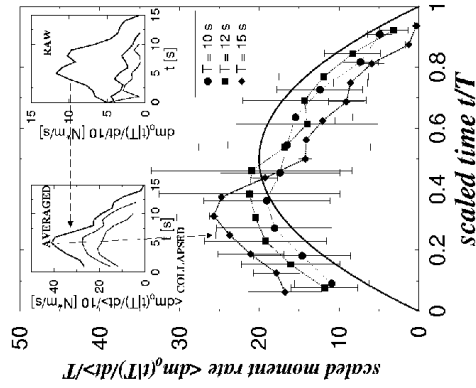 scaled moment rate <dm₀(t|T)/dt>/T
50
40
30
20
10
0
0
0.2
0.4
0.6
0.8
1
scaled time t/T
<dm₀(t|T)/dt>/10 [N*m/s]
40
20
0
0
5
10
15
t [s]
AVERAGED
COLLAPSED
dm₀(t|T)/dt/10 [N*m/s]
15
10
5
0
0
5
10
15
t [s]
RAW
=10 s
=12 s
=15 s